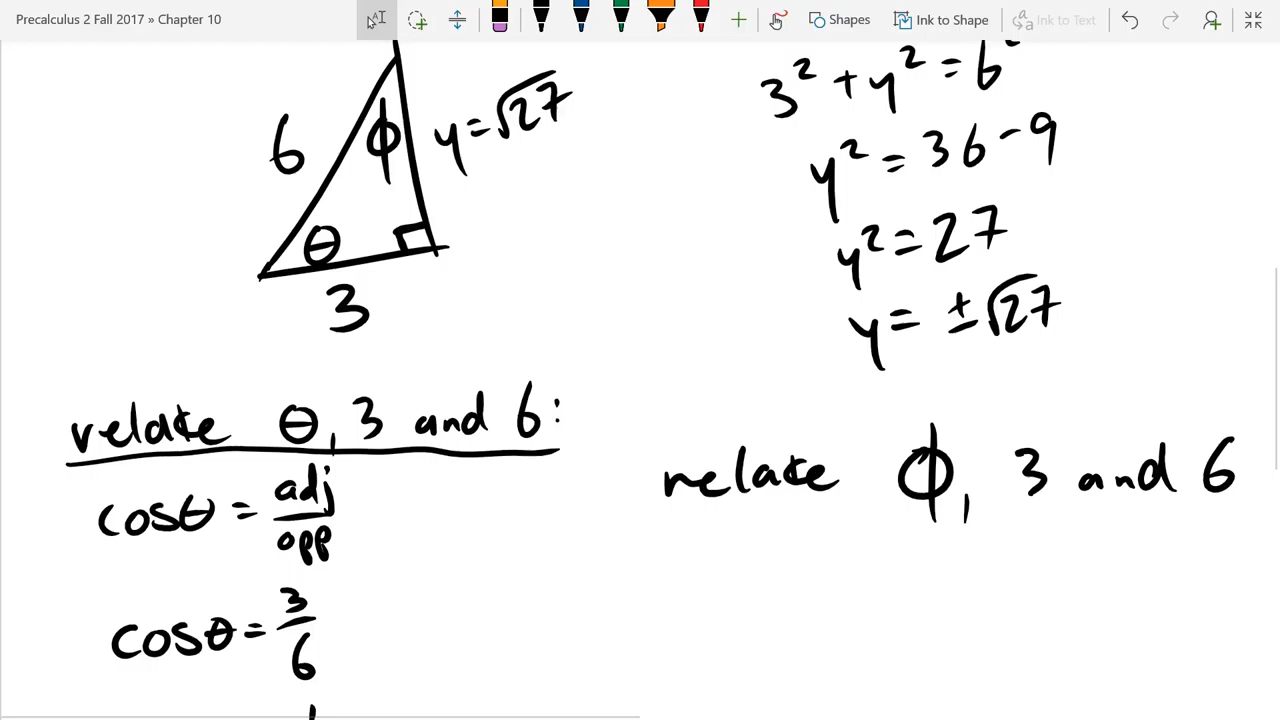 Precalculus 2 Fall 2017 » Chapter 10
Shapes
Ink to Shape
Ink to Text
6
ϕ
y=√27
θ
3
3² + y² = 6²
y² = 36 - 9
y² = 27
y = ±√27
relate θ, 3 and 6:
cosθ = adj/opp
cosθ = 3/6
relate ϕ, 3 and 6